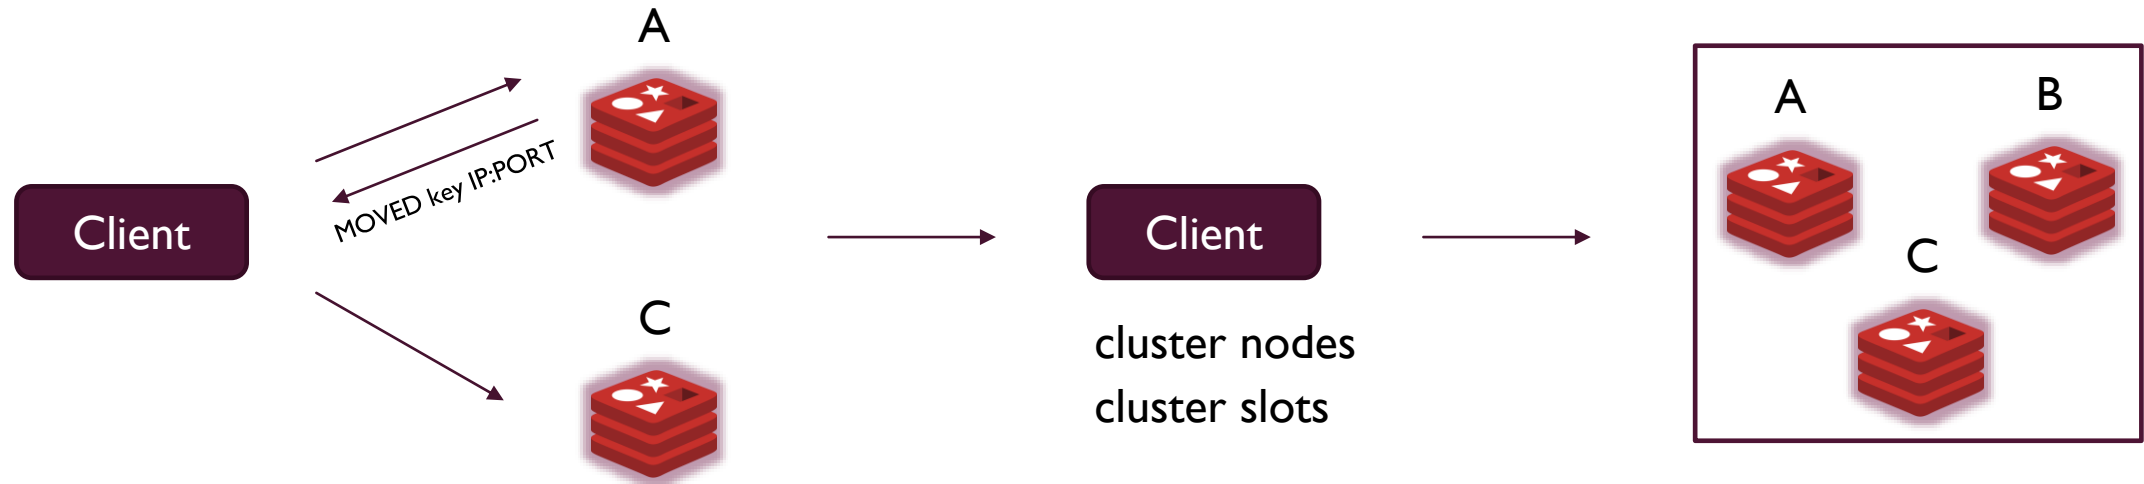 A
MOVED key IP:PORT
Client
C
Client
cluster nodes
cluster slots
A
B
C